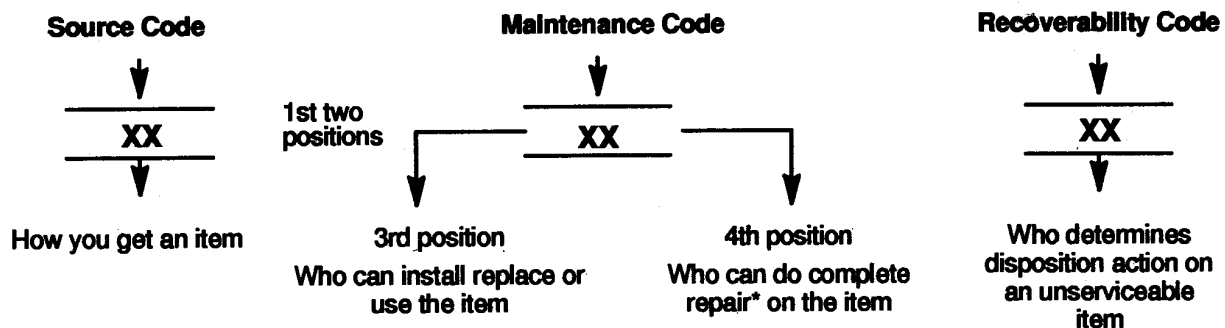 Source Code
Maintenance Code
Recoverability Code
XX
1st two
positions
XX
XX
How you get an item
3rd position
Who can install replace or
use the item
4th position
Who can do complete
repair* on the item
Who determines
disposition action on
an unserviceable
item